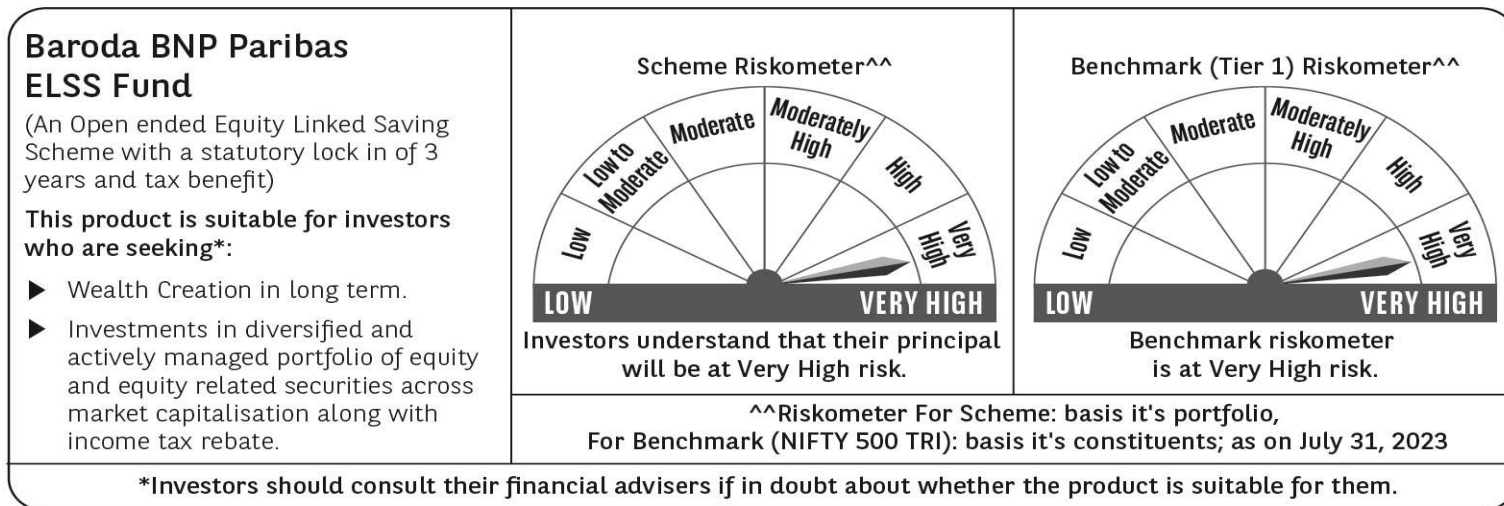 Baroda BNP Paribas
ELSS Fund
(An Open ended Equity Linked Saving
Scheme with a statutory lock in of 3
years and tax benefit)
This product is suitable for investors
who are seeking*:
▶ Wealth Creation in long term.
▶ Investments in diversified and
actively managed portfolio of equity
and equity related securities across
market capitalisation along with
income tax rebate.
Scheme Riskometer^^
Low
Low to
Moderate
Moderate
Moderately
High
High
Very
High
LOW
VERY HIGH
Investors understand that their principal
will be at Very High risk.
Benchmark (Tier 1) Riskometer^^
Low
Low to
Moderate
Moderate
Moderately
High
High
Very
High
LOW
VERY HIGH
Benchmark riskometer
is at Very High risk.
^^Riskometer For Scheme: basis it's portfolio,
For Benchmark (NIFTY 500 TRI): basis it's constituents; as on July 31, 2023
*Investors should consult their financial advisers if in doubt about whether the product is suitable for them.